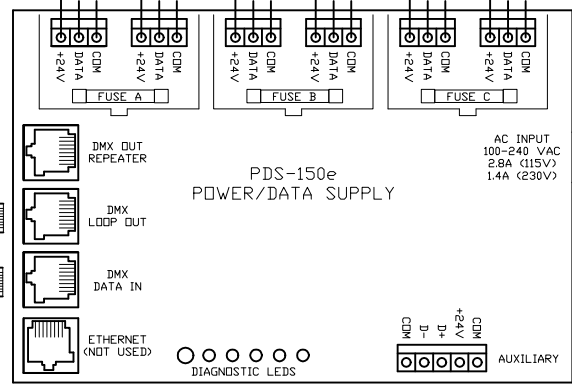 +24V DATA COM +24V DATA COM +24V DATA COM +24V DATA COM +24V DATA COM +24V DATA COM
FUSE A FUSE B FUSE C
DMX OUT
REPEATER
AC INPUT
100-240 VAC
2.8A (115V)
1.4A (230V)
PDS-150e
POWER/DATA SUPPLY
DMX
LOOP OUT
DMX
DATA IN
ETHERNET
(NOT USED)
DIAGNOSTIC LEDS
COM D- D+ +24V COM
AUXILIARY